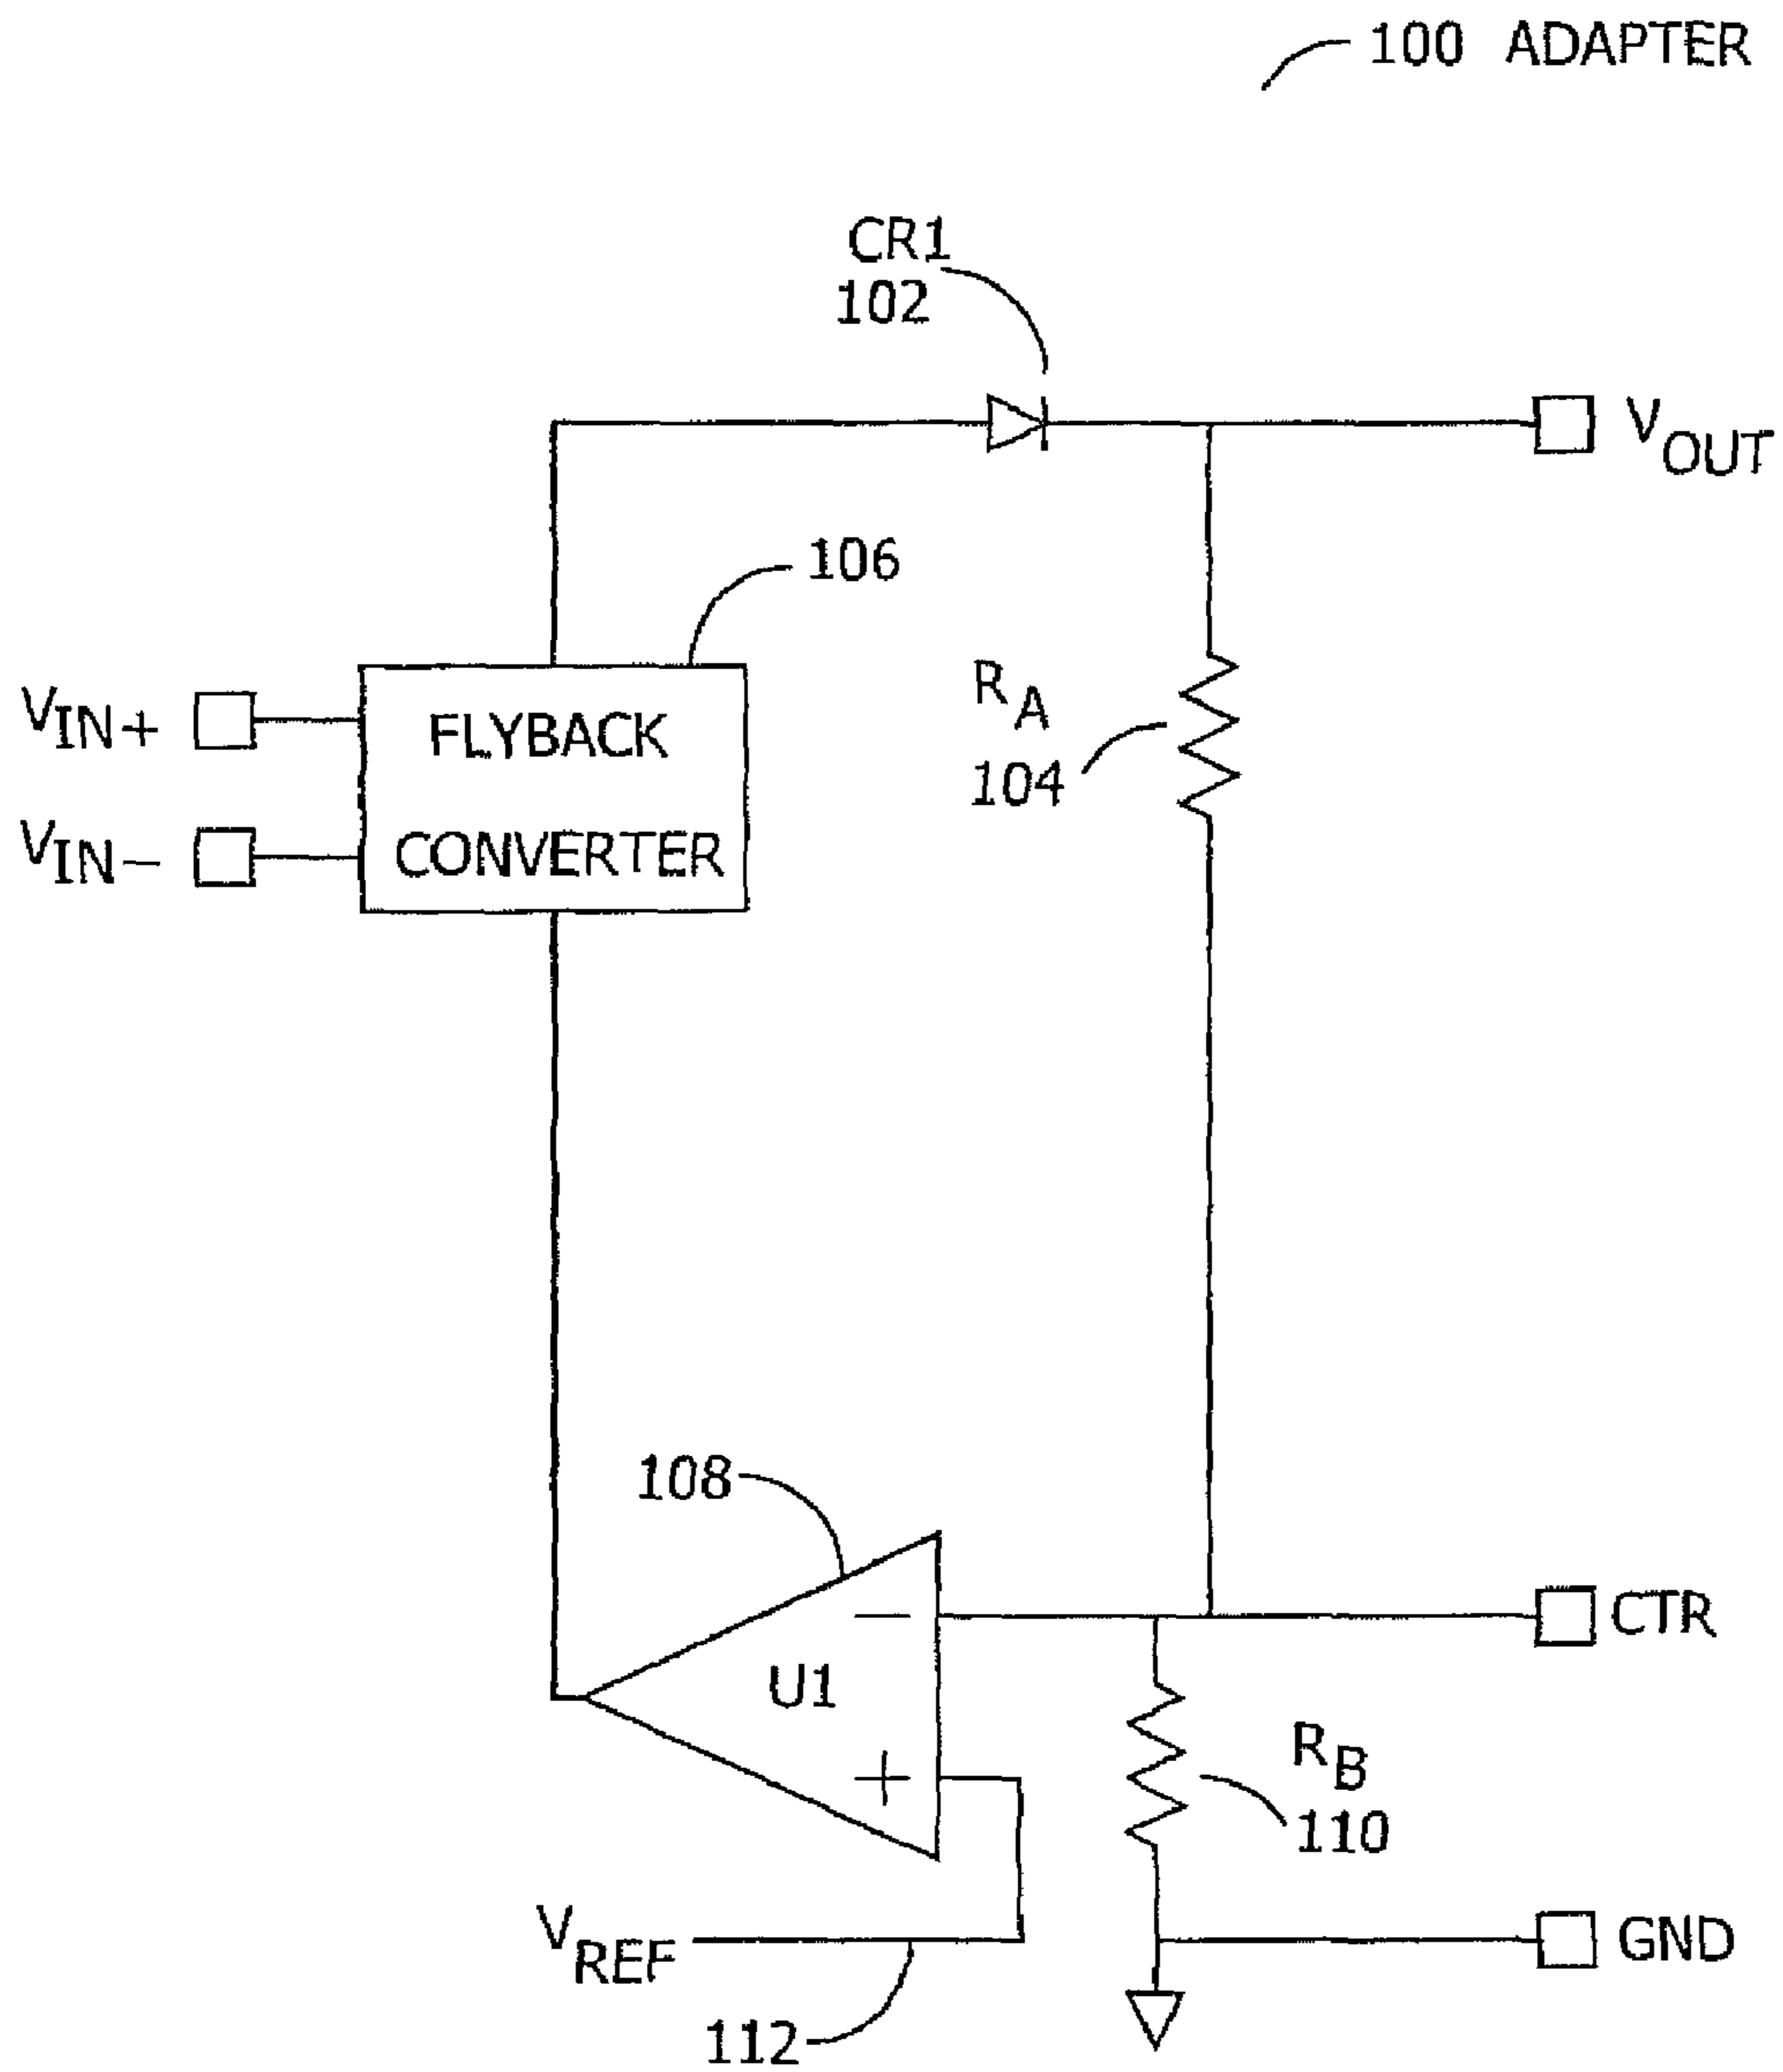 100 ADAPTER
CR1
102
VOUT
106
VIN+
FLYBACK
RA
VIN-
CONVERTER
104
108
CTR
U1
-
+
RB
110
VREF
GND
112